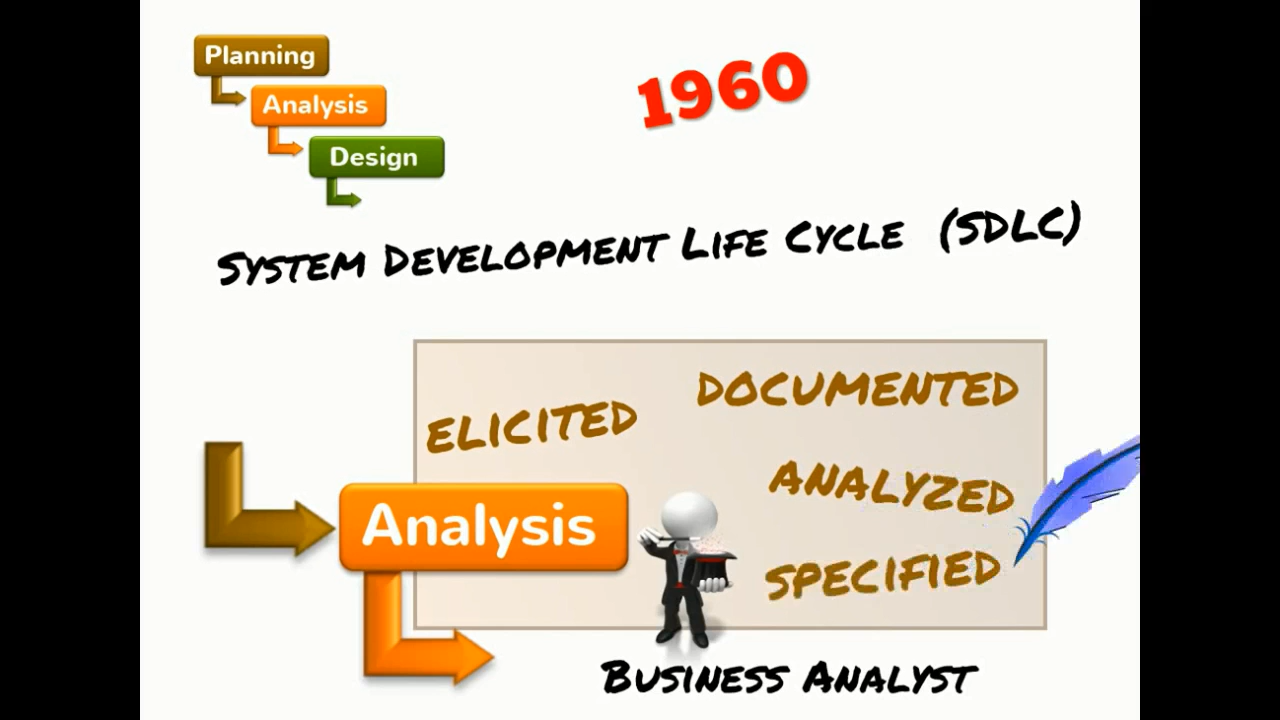 Planning
1960
Analysis
Design
SYSTEM DEVELOPMENT LIFE CYCLE (SDLC)
DOCUMENTED
ELICITED
ANALYZED
Analysis
SPECIFIED
BUSINESS ANALYST